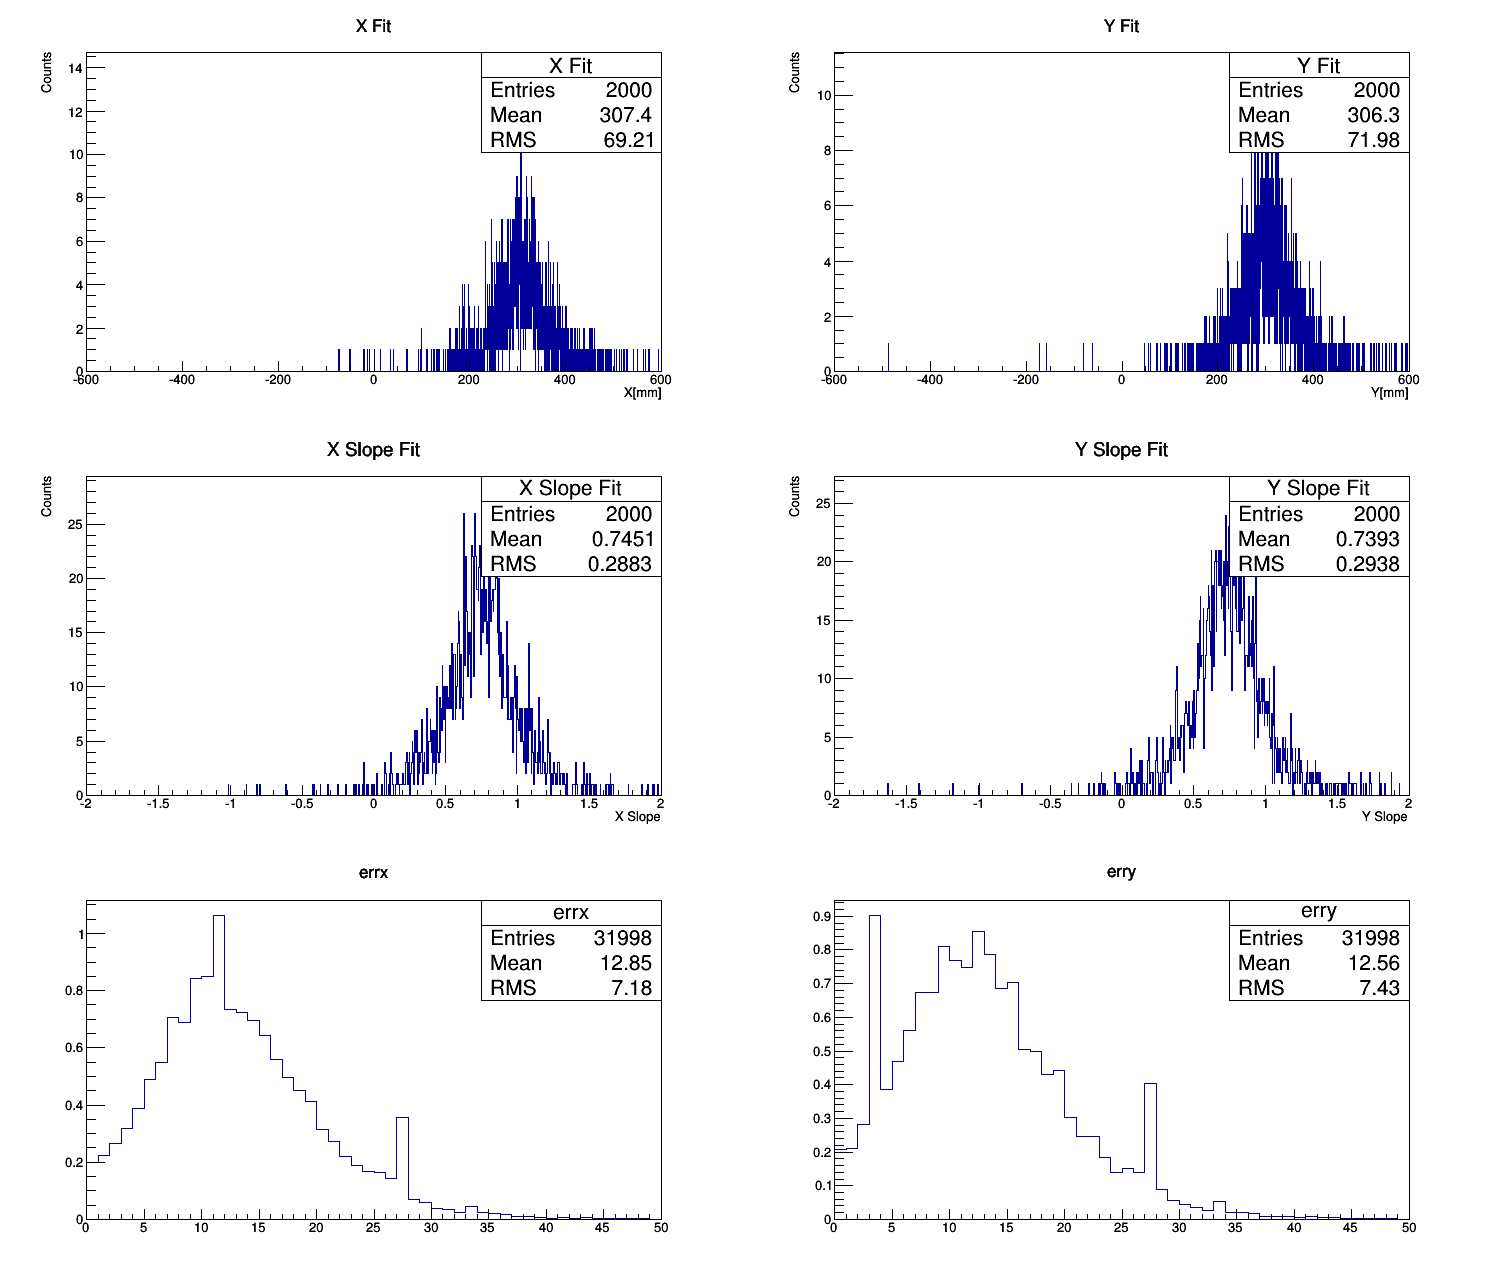 X Fit
Counts
X Fit
Entries 2000
Mean 307.4
RMS 69.21
14
12
10
8
6
4
2
0
-600 -400 -200 0 200 400 600
X[mm]
Y Fit
Counts
Y Fit
Entries 2000
Mean 306.3
RMS 71.98
10
8
6
4
2
0
-600 -400 -200 0 200 400 600
Y[mm]
X Slope Fit
Counts
X Slope Fit
Entries 2000
Mean 0.7451
RMS 0.2883
25
20
15
10
5
0
-2 -1.5 -1 -0.5 0 0.5 1 1.5 2
X Slope
Y Slope Fit
Counts
Y Slope Fit
Entries 2000
Mean 0.7393
RMS 0.2938
25
20
15
10
5
0
-2 -1.5 -1 -0.5 0 0.5 1 1.5 2
Y Slope
errx
errx
Entries 31998
Mean 12.85
RMS 7.18
1
0.8
0.6
0.4
0.2
0
0 5 10 15 20 25 30 35 40 45 50
erry
erry
Entries 31998
Mean 12.56
RMS 7.43
0.9
0.8
0.7
0.6
0.5
0.4
0.3
0.2
0.1
0
0 5 10 15 20 25 30 35 40 45 50